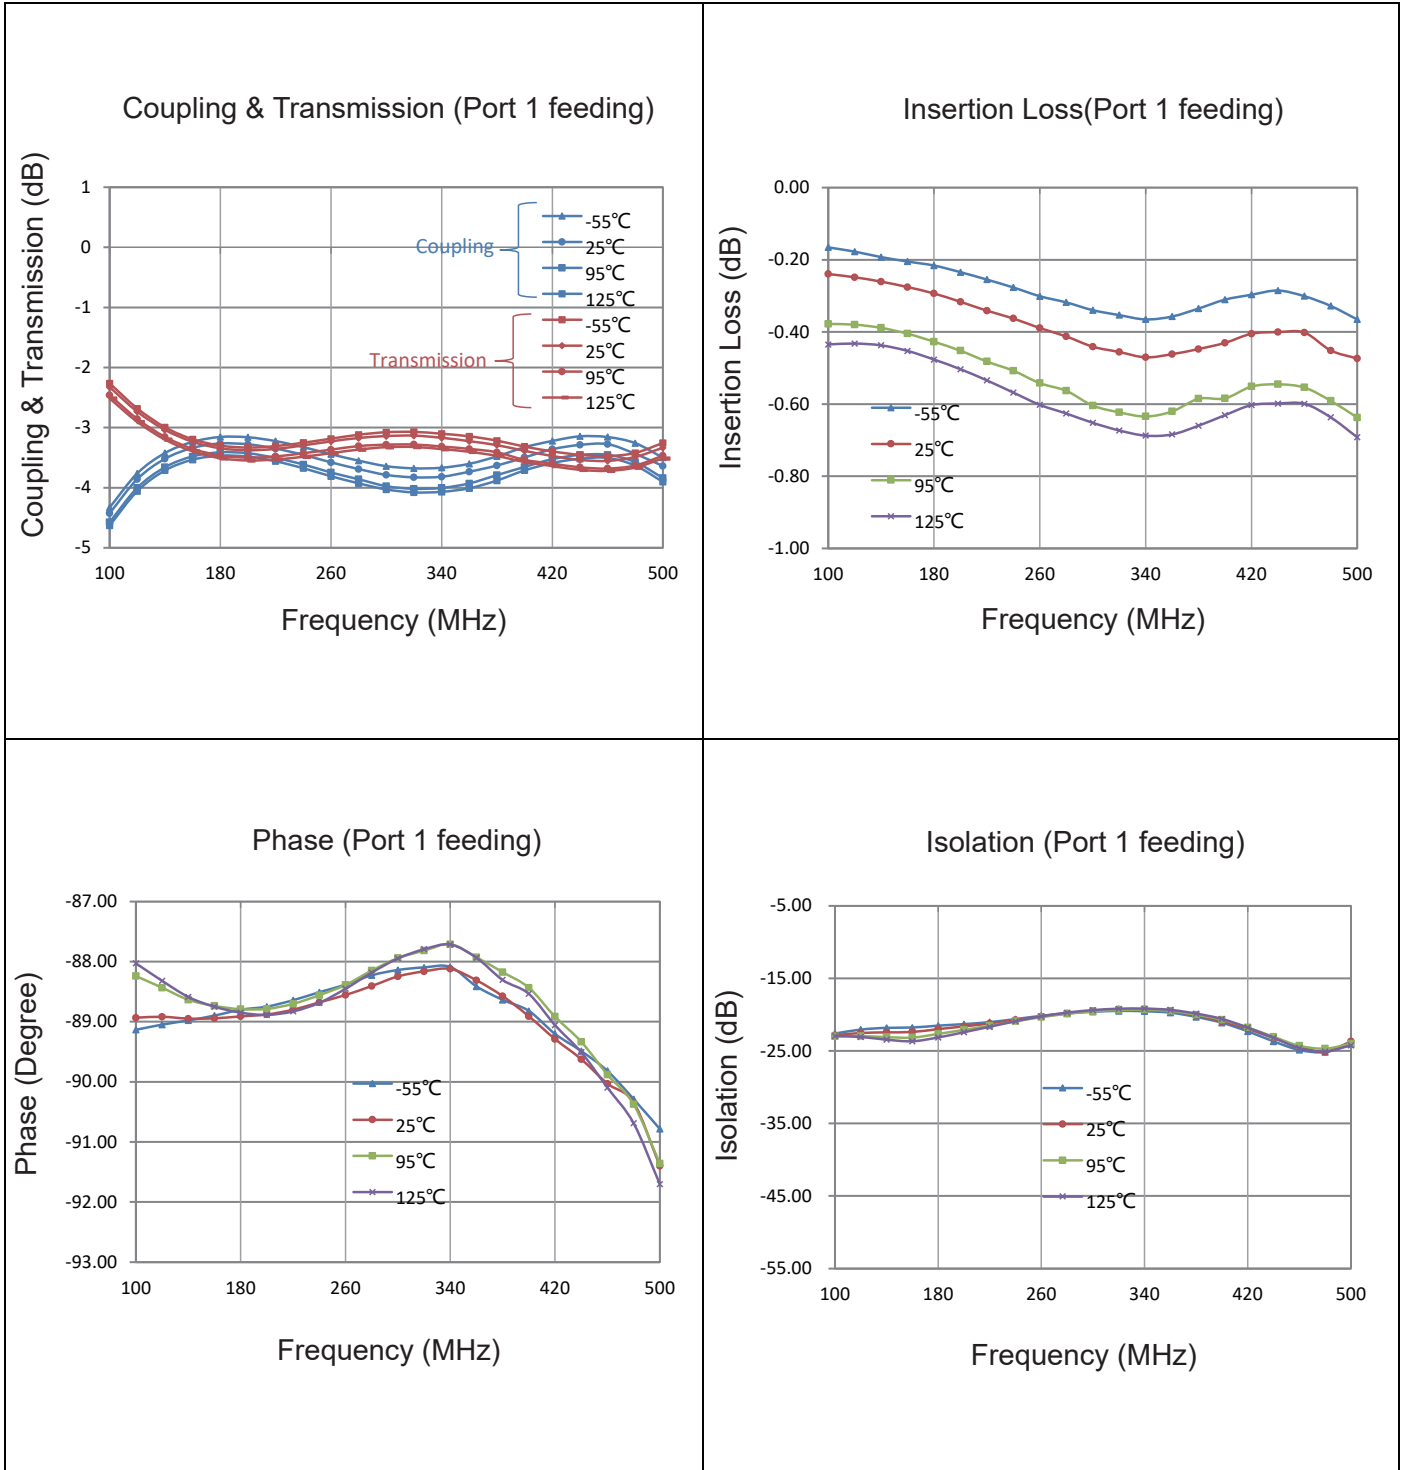 Coupling & Transmission (Port 1 feeding)
Coupling & Transmission (dB)
1
0
-1
-2
-3
-4
-5
Coupling
-55℃
25℃
95℃
125℃
Transmission
-55℃
25℃
95℃
125℃
100 180 260 340 420 500
Frequency (MHz)
Insertion Loss(Port 1 feeding)
Insertion Loss (dB)
0.00
-0.20
-0.40
-0.60
-0.80
-1.00
-55℃
25℃
95℃
125℃
100 180 260 340 420 500
Frequency (MHz)
Phase (Port 1 feeding)
Phase (Degree)
-87.00
-88.00
-89.00
-90.00
-91.00
-92.00
-93.00
-55℃
25℃
95℃
125℃
100 180 260 340 420 500
Frequency (MHz)
Isolation (Port 1 feeding)
Isolation (dB)
-5.00
-15.00
-25.00
-35.00
-45.00
-55.00
-55℃
25℃
95℃
125℃
100 180 260 340 420 500
Frequency (MHz)